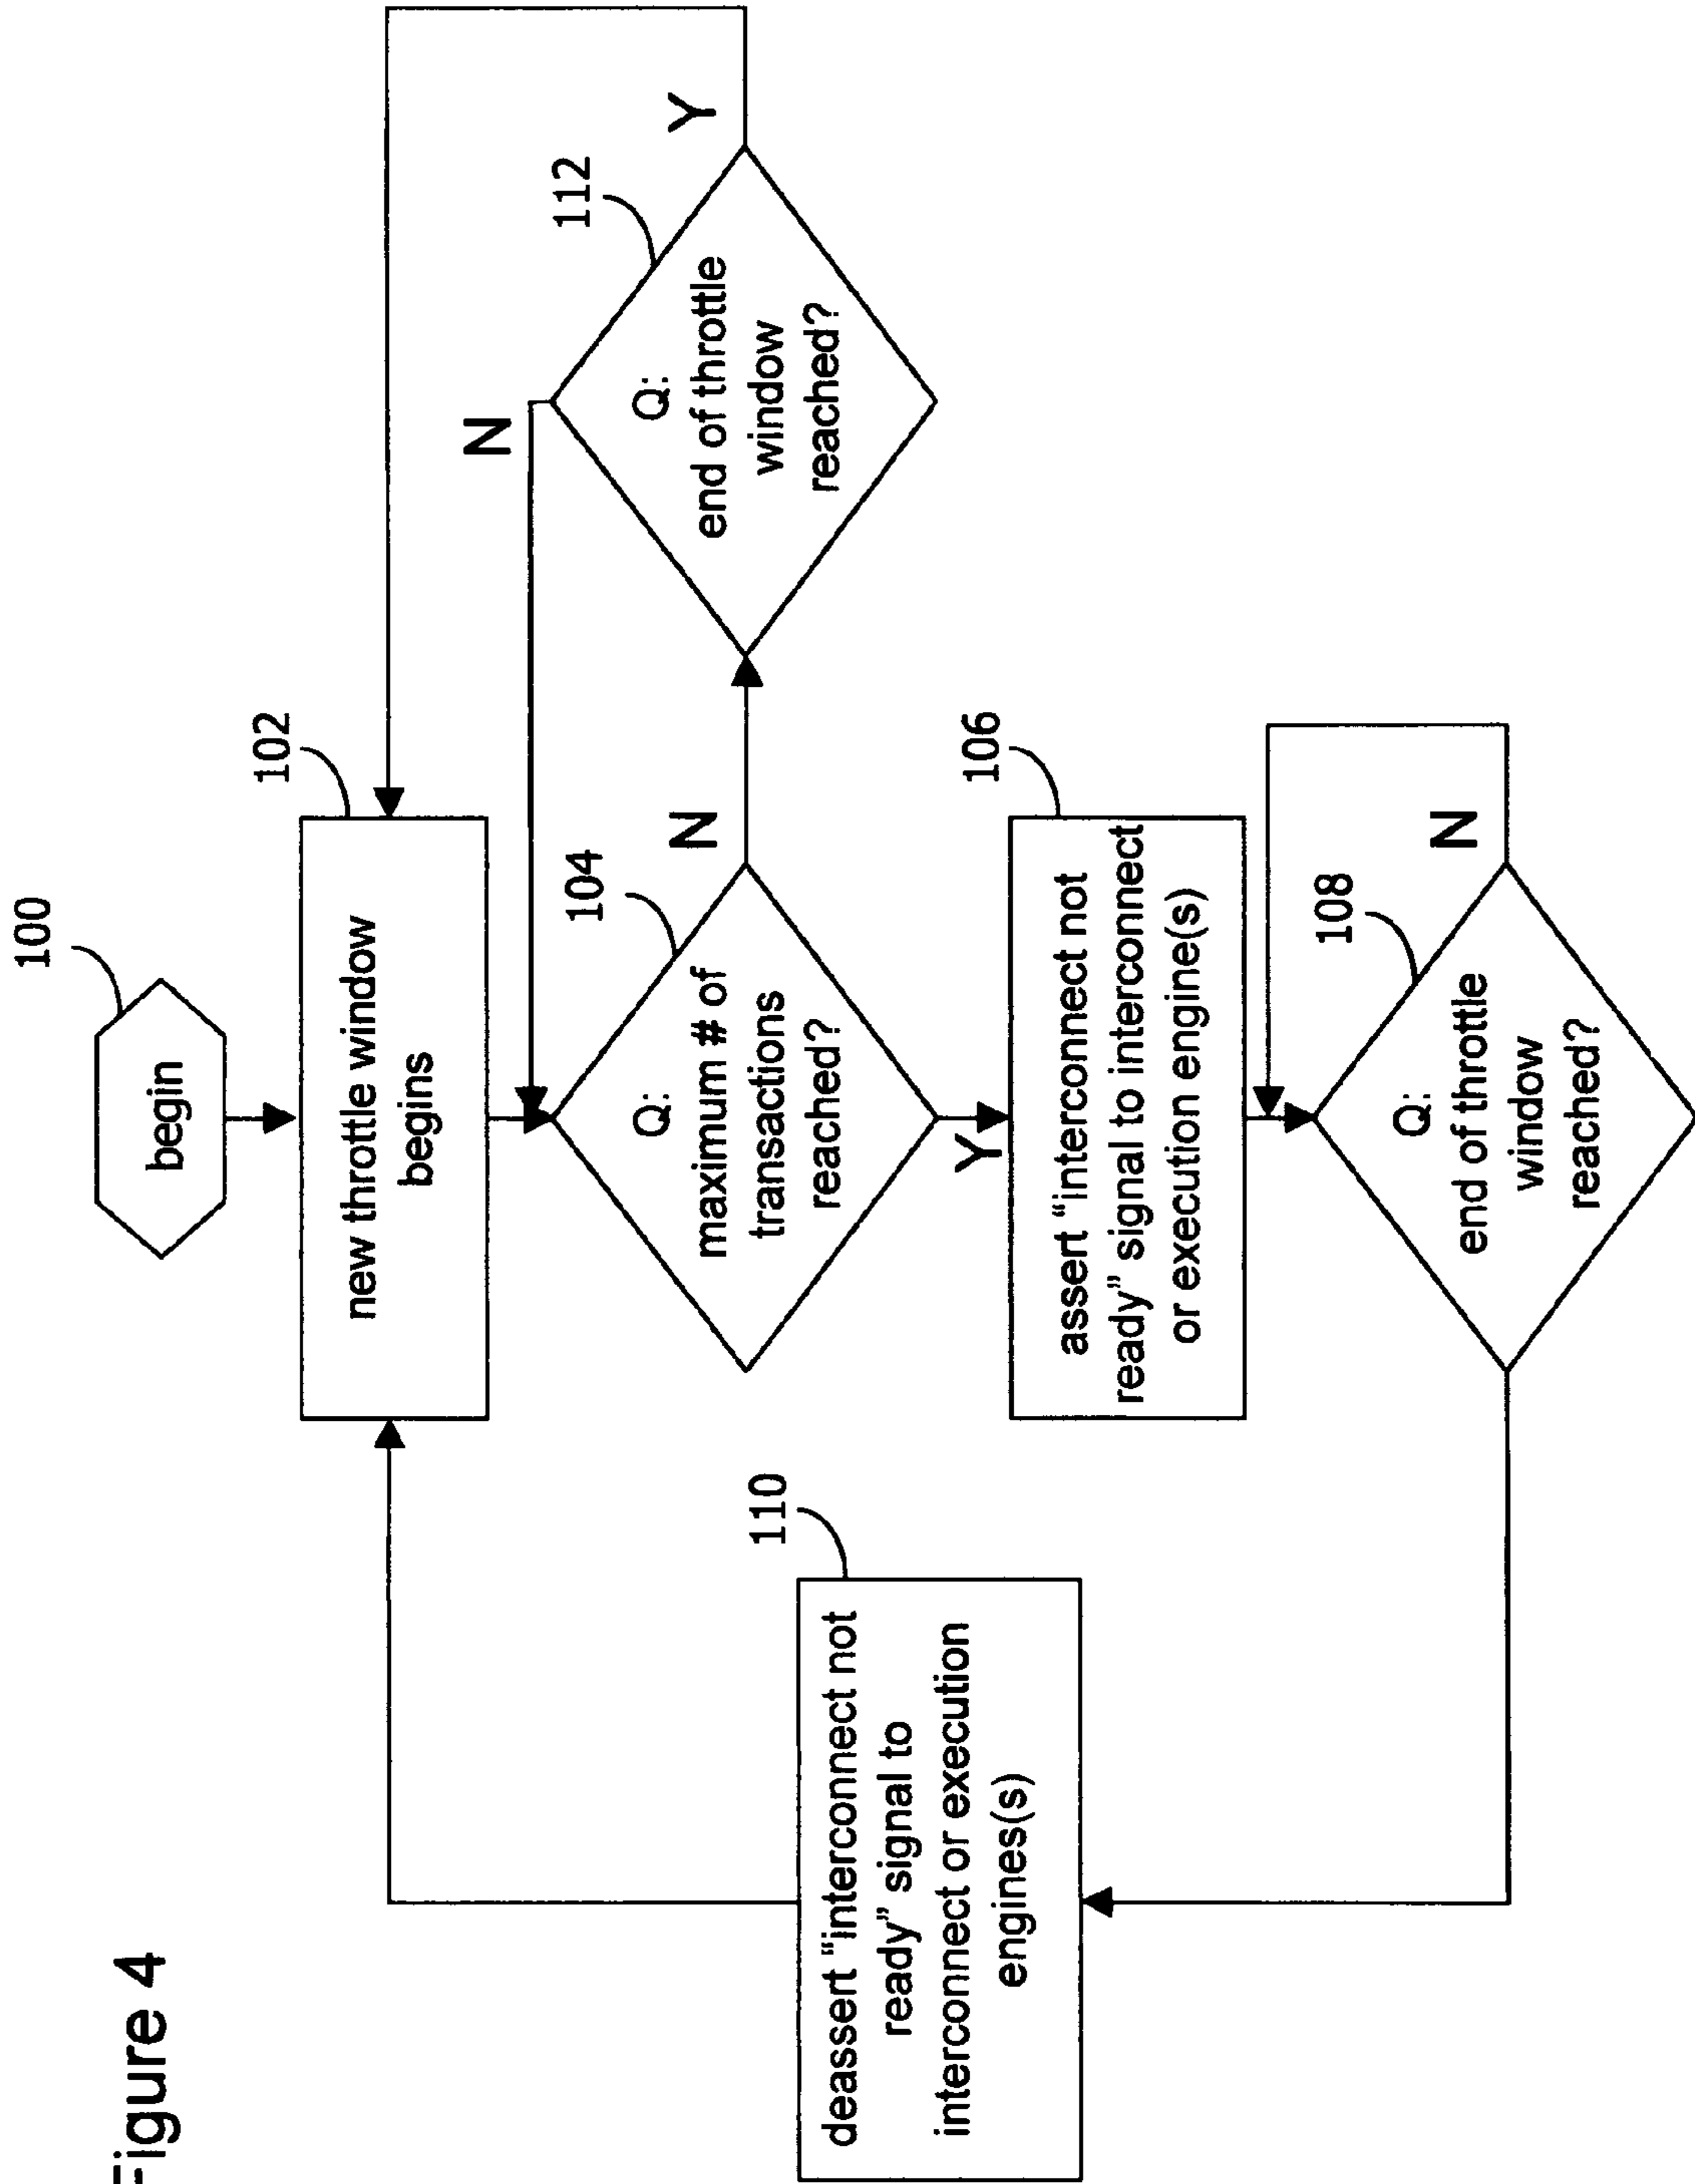 Figure 4
100
begin
102
new throttle window
begins
104
Q:
maximum # of
transactions
reached?
N
Y
112
Q:
end of throttle
window
reached?
N
Y
106
assert “interconnect not
ready” signal to interconnect
or execution engine(s)
108
Q:
end of throttle
window
reached?
N
110
deassert “interconnect not
ready” signal to
interconnect or execution
engines(s)